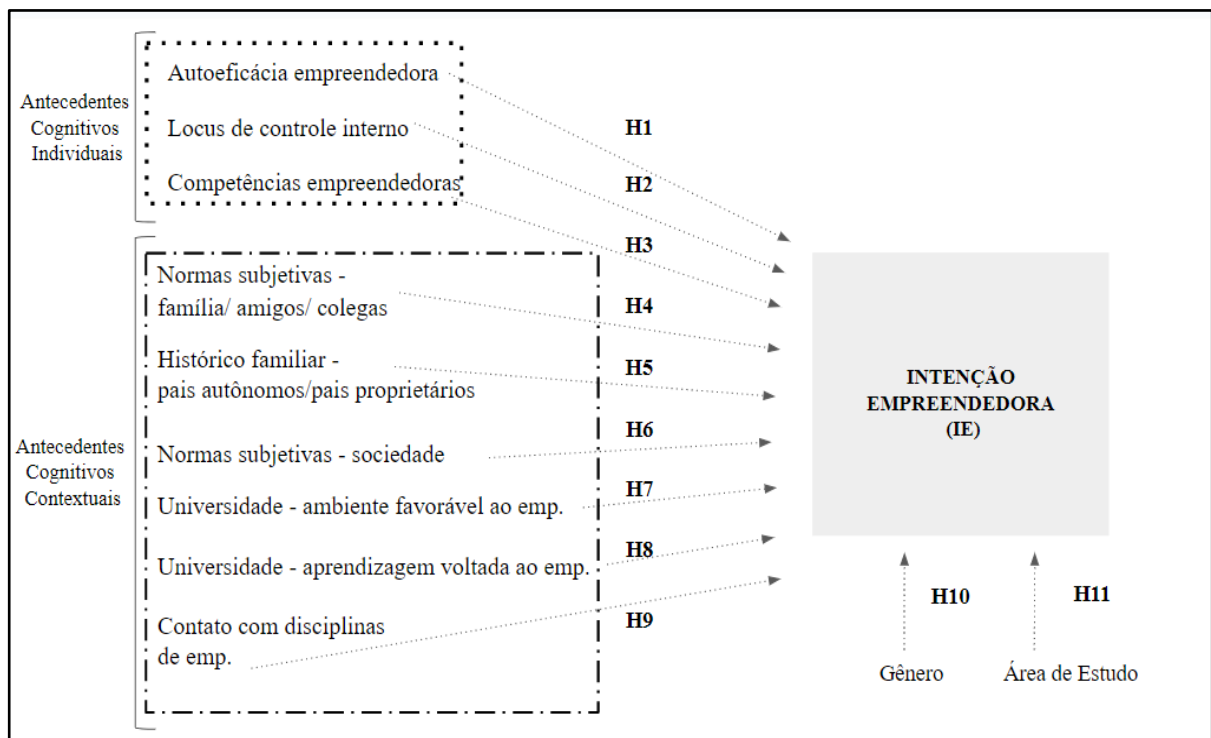 Antecedentes
Cognitivos
Individuais
Autoeficácia empreendedora
Locus de controle interno
Competências empreendedoras
H1
H2
H3
Antecedentes
Cognitivos
Contextuais
Normas subjetivas -
família/ amigos/ colegas
Histórico familiar -
pais autônomos/pais proprietários
Normas subjetivas - sociedade
Universidade - ambiente favorável ao emp.
Universidade - aprendizagem voltada ao emp.
Contato com disciplinas
de emp.
H4
H5
H6
H7
H8
H9
INTENÇÃO
EMPREENDEDORA
(IE)
H10
H11
Gênero
Área de Estudo